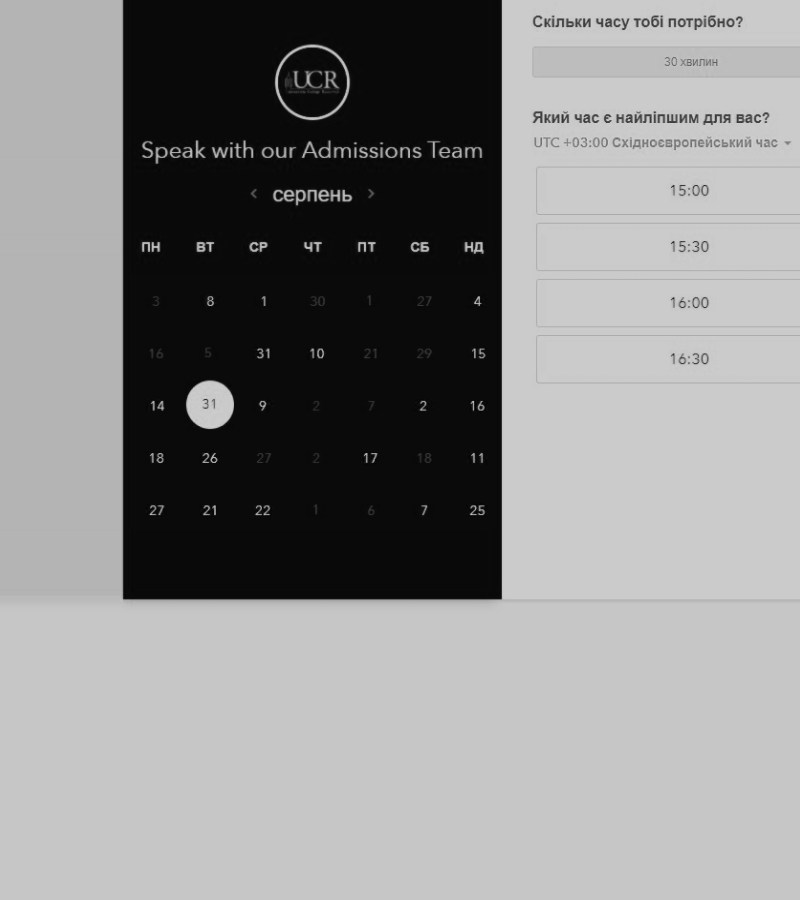 UCR
Speak with our Admissions Team
серпень
ПН ВТ СР ЧТ ПТ СБ НД
3 8 1 30 1 27 4
16 5 31 10 21 29 15
14 31 9 2 7 2 16
18 26 27 2 17 18 11
27 21 22 1 6 7 25
Скільки часу тобі потрібно?
30 хвилин
Який час є найліпшим для вас?
UTC +03:00 Східноєвропейський час
15:00
15:30
16:00
16:30